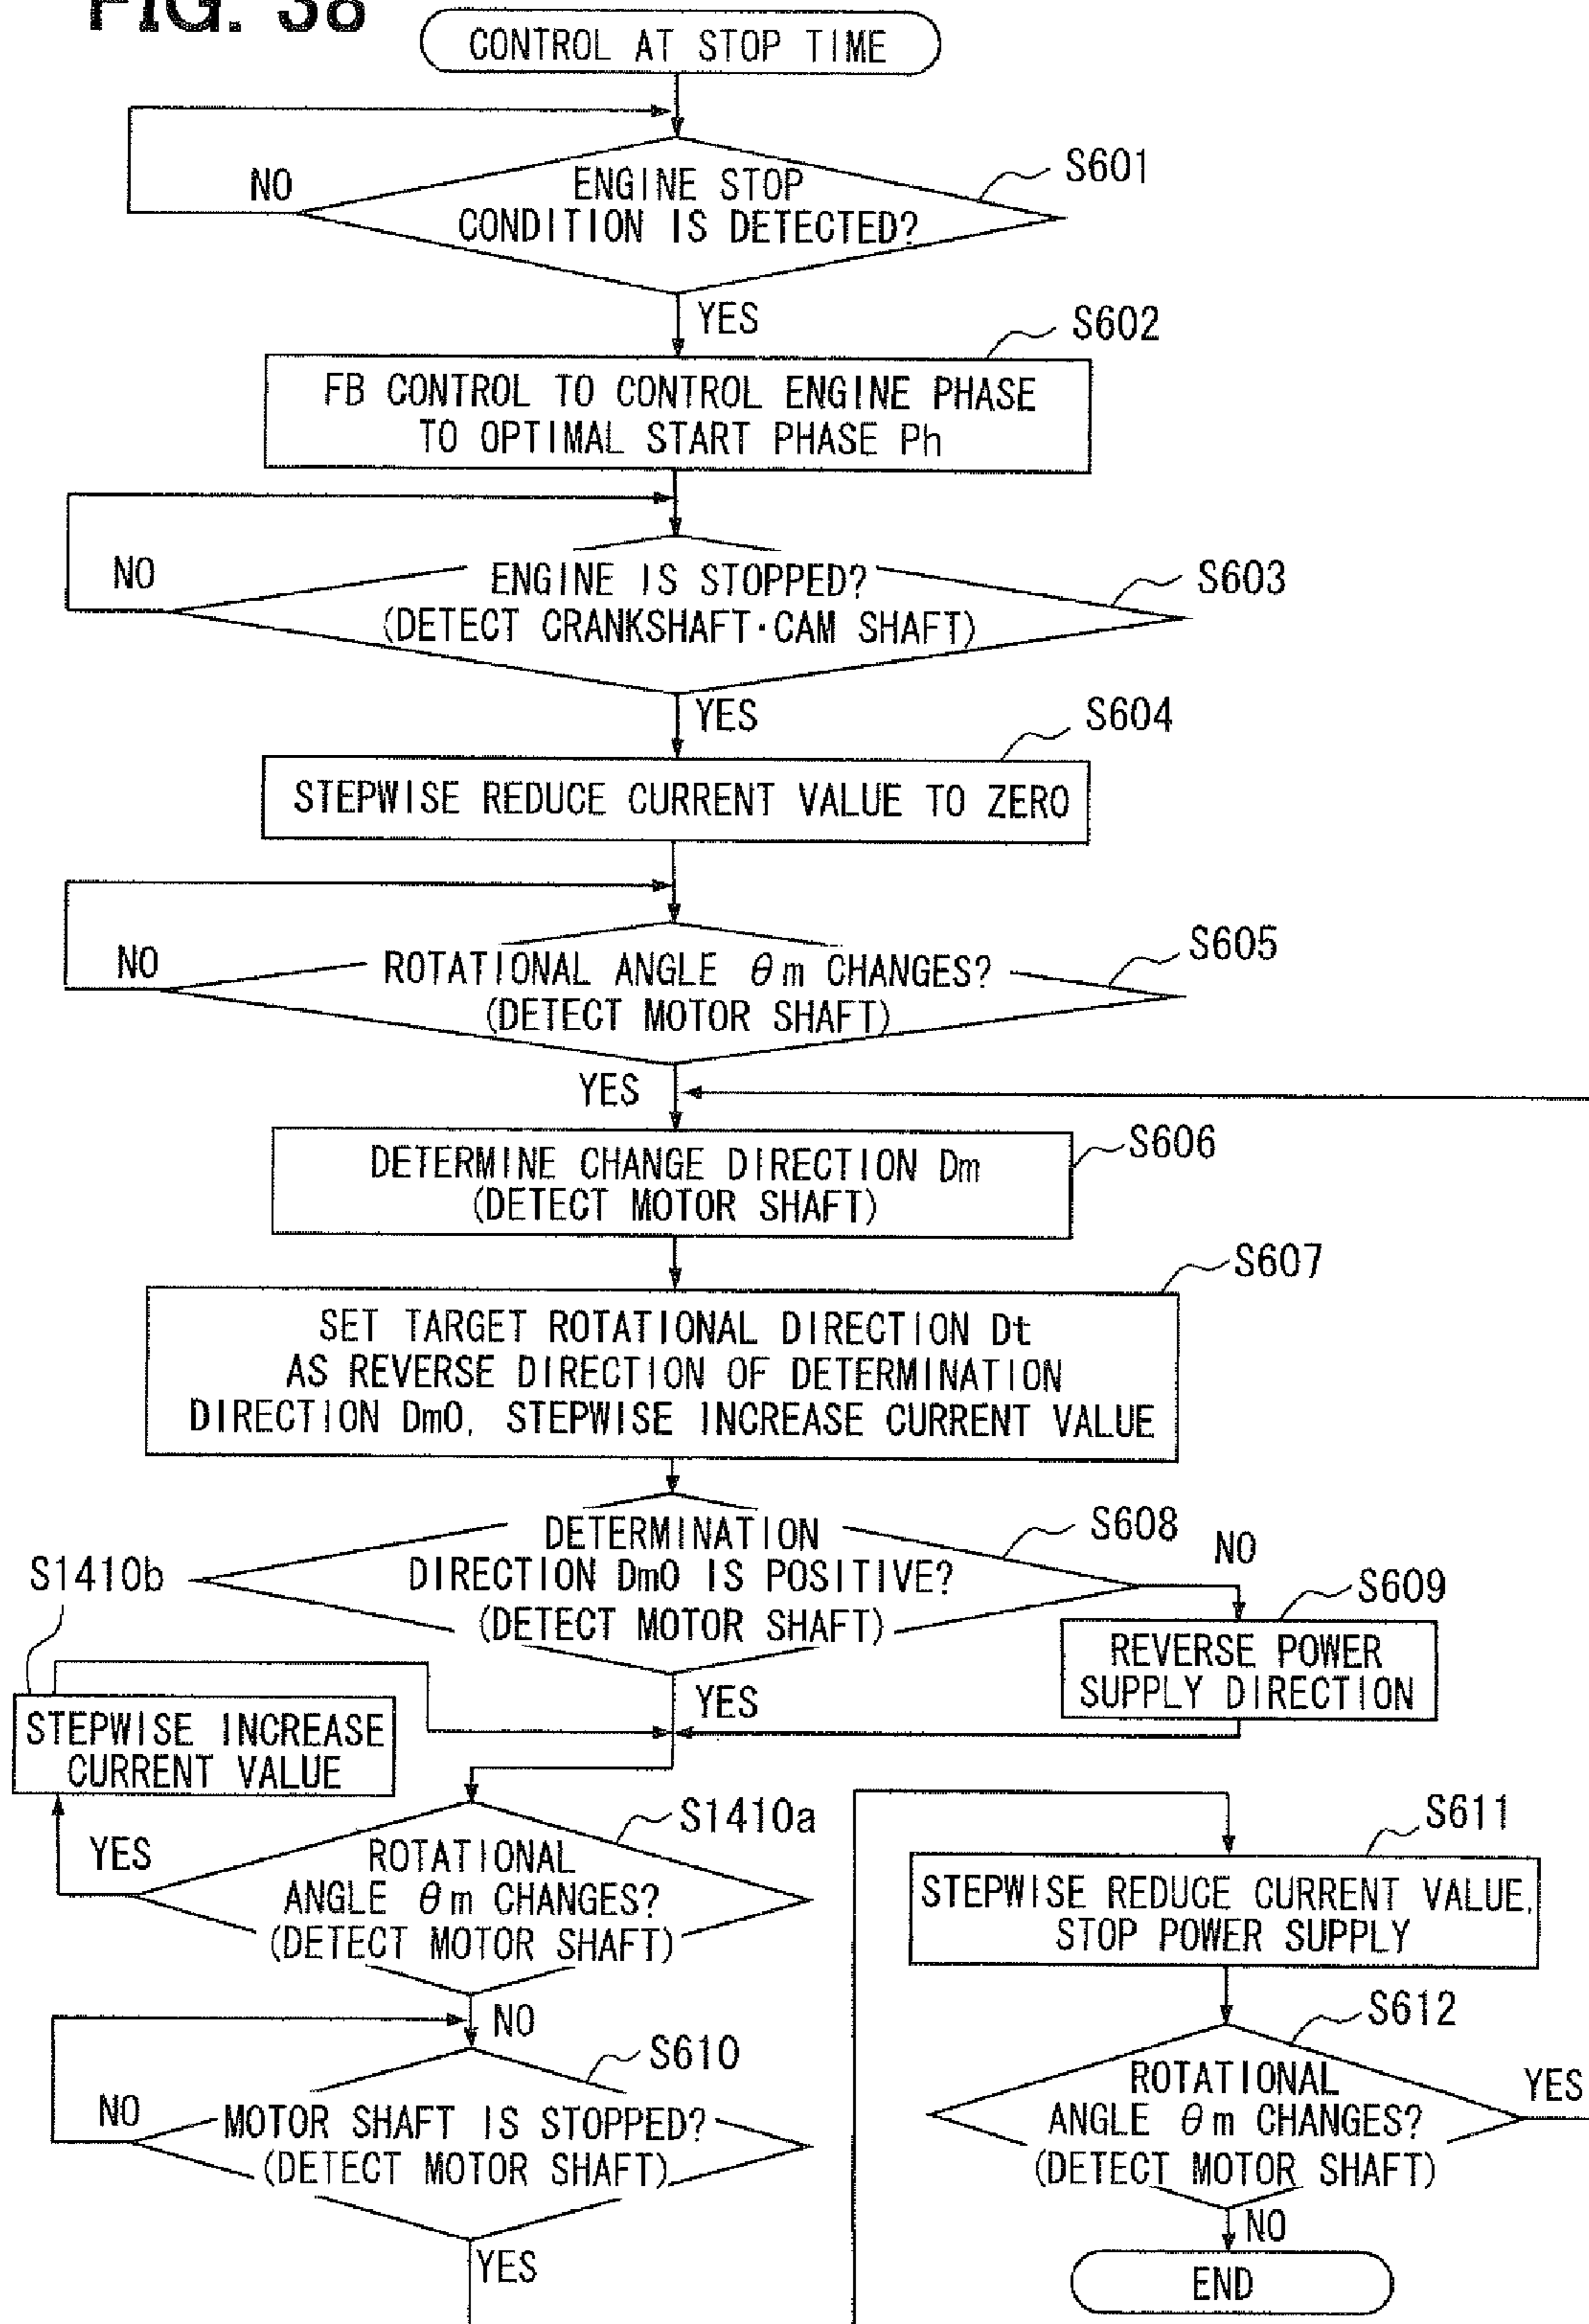 FIG. 38
CONTROL AT STOP TIME
NO
ENGINE STOP
CONDITION IS DETECTED?
S601
YES
S602
FB CONTROL TO CONTROL ENGINE PHASE
TO OPTIMAL START PHASE Ph
NO
ENGINE IS STOPPED?
(DETECT CRANKSHAFT·CAM SHAFT)
S603
YES
S604
STEPWISE REDUCE CURRENT VALUE TO ZERO
NO
ROTATIONAL ANGLE θm CHANGES?
(DETECT MOTOR SHAFT)
S605
YES
S606
DETERMINE CHANGE DIRECTION Dm
(DETECT MOTOR SHAFT)
S607
SET TARGET ROTATIONAL DIRECTION Dt
AS REVERSE DIRECTION OF DETERMINATION
DIRECTION Dm0, STEPWISE INCREASE CURRENT VALUE
DETERMINATION
DIRECTION Dm0 IS POSITIVE?
(DETECT MOTOR SHAFT)
S608
NO
S609
REVERSE POWER
SUPPLY DIRECTION
S1410b
STEPWISE INCREASE
CURRENT VALUE
YES
YES
S1410a
ROTATIONAL
ANGLE θm CHANGES?
(DETECT MOTOR SHAFT)
NO
S610
NO
MOTOR SHAFT IS STOPPED?
(DETECT MOTOR SHAFT)
YES
S611
STEPWISE REDUCE CURRENT VALUE,
STOP POWER SUPPLY
S612
ROTATIONAL
ANGLE θm CHANGES?
(DETECT MOTOR SHAFT)
YES
NO
END